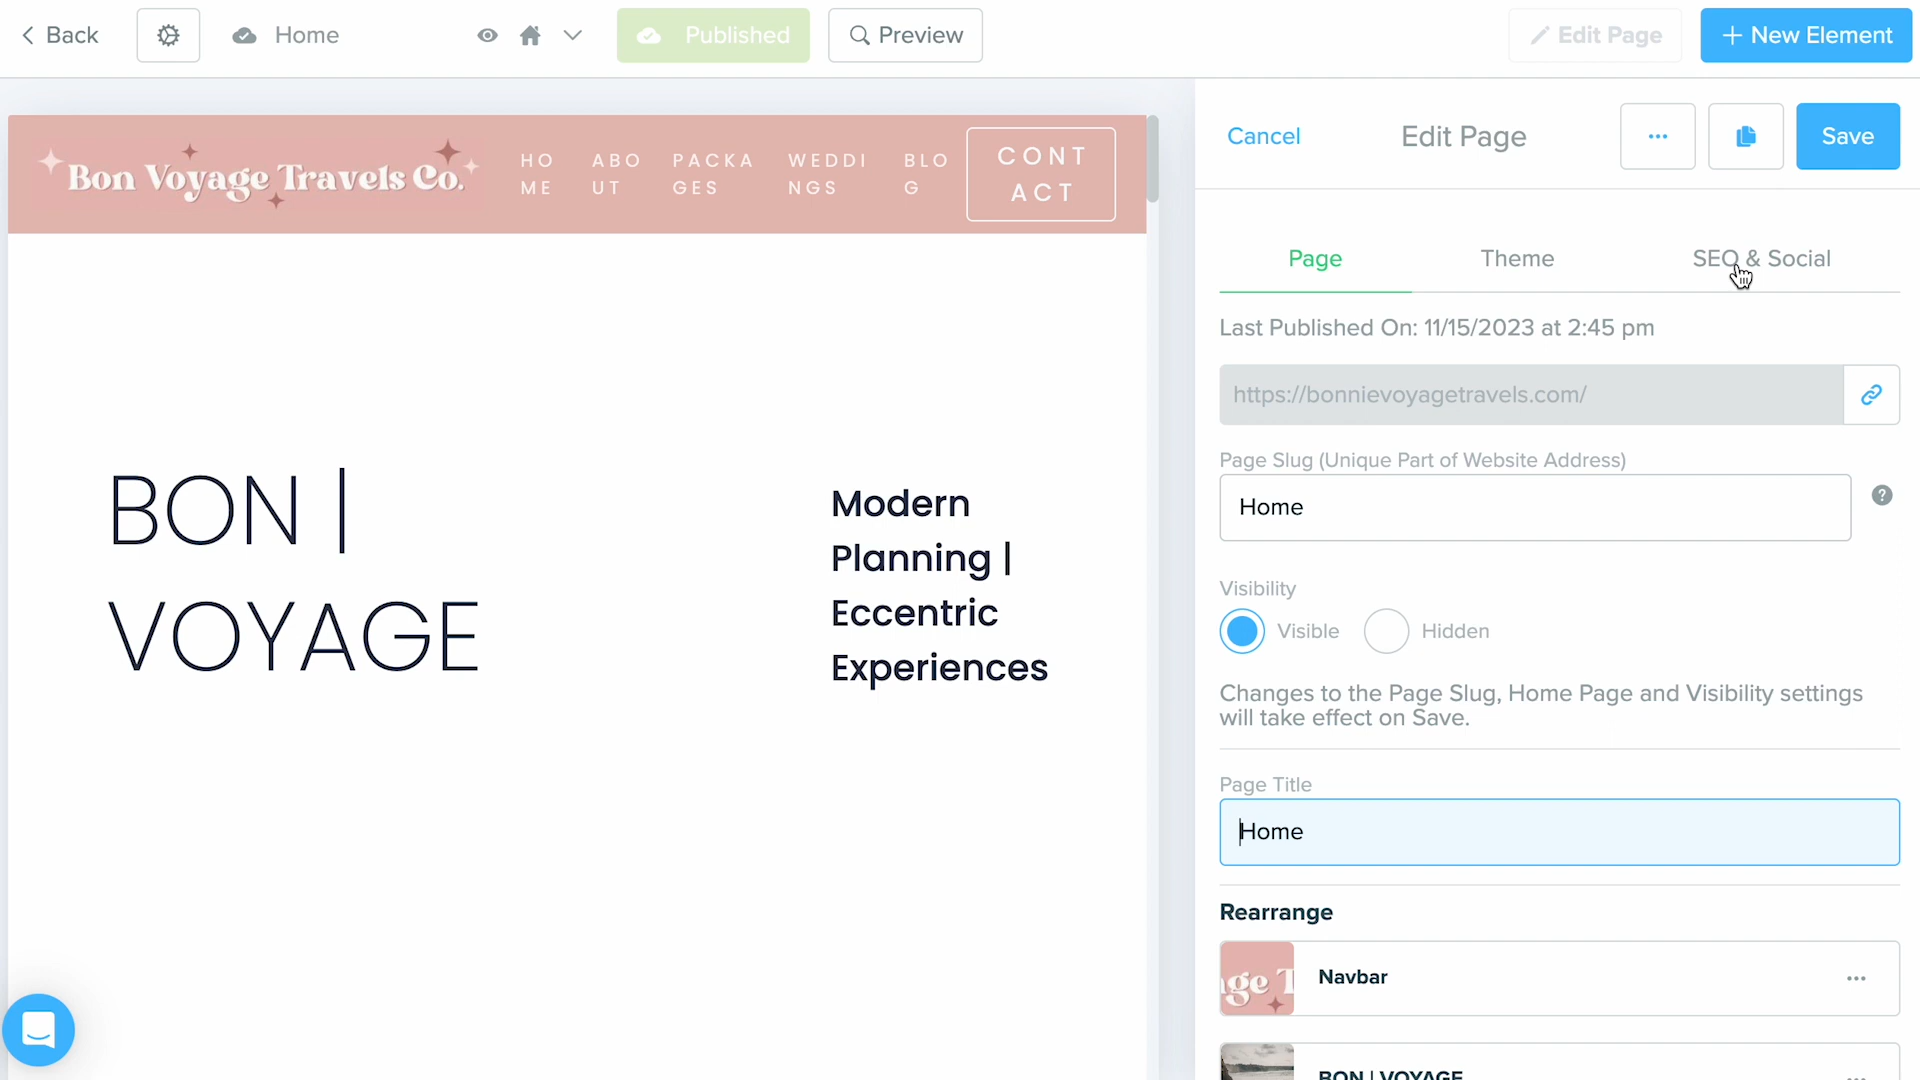 Back
Home
Published
Preview
Edit Page
+ New Element
Bon Voyage Travels Co.
HO
ME
ABO
UT
PACKA
GES
WEDDI
NGS
BLO
G
CONT
ACT
BON |
VOYAGE
Modern
Planning |
Eccentric
Experiences
Cancel
Edit Page
Save
Page
Theme
SEO & Social
Last Published On: 11/15/2023 at 2:45 pm
https://bonnievoyagetravels.com/
Page Slug (Unique Part of Website Address)
Home
Visibility
Visible
Hidden
Changes to the Page Slug, Home Page and Visibility settings
will take effect on Save.
Page Title
Home
Rearrange
ge T
Navbar
BON | VOYAGE